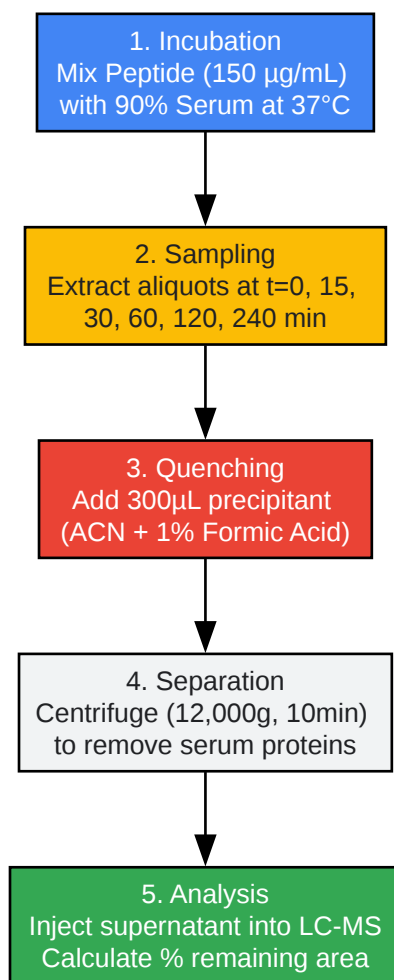 1. Incubation
Mix Peptide (150 µg/mL)
with 90% Serum at 37°C
2. Sampling
Extract aliquots at t=0, 15,
30, 60, 120, 240 min
3. Quenching
Add 300µL precipitant
(ACN + 1% Formic Acid)
4. Separation
Centrifuge (12,000g, 10min)
to remove serum proteins
5. Analysis
Inject supernatant into LC-MS
Calculate % remaining area